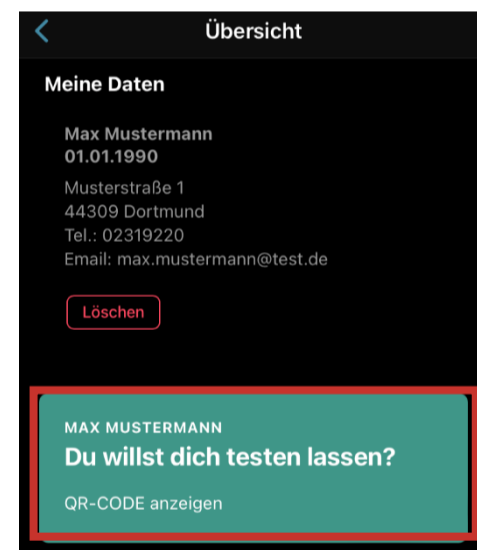 Übersicht
Meine Daten
Max Mustermann
01.01.1990
Musterstraße 1
44309 Dortmund
Tel.: 02319220
Email: max.mustermann@test.de
Löschen
MAX MUSTERMANN
Du willst dich testen lassen?
QR-CODE anzeigen